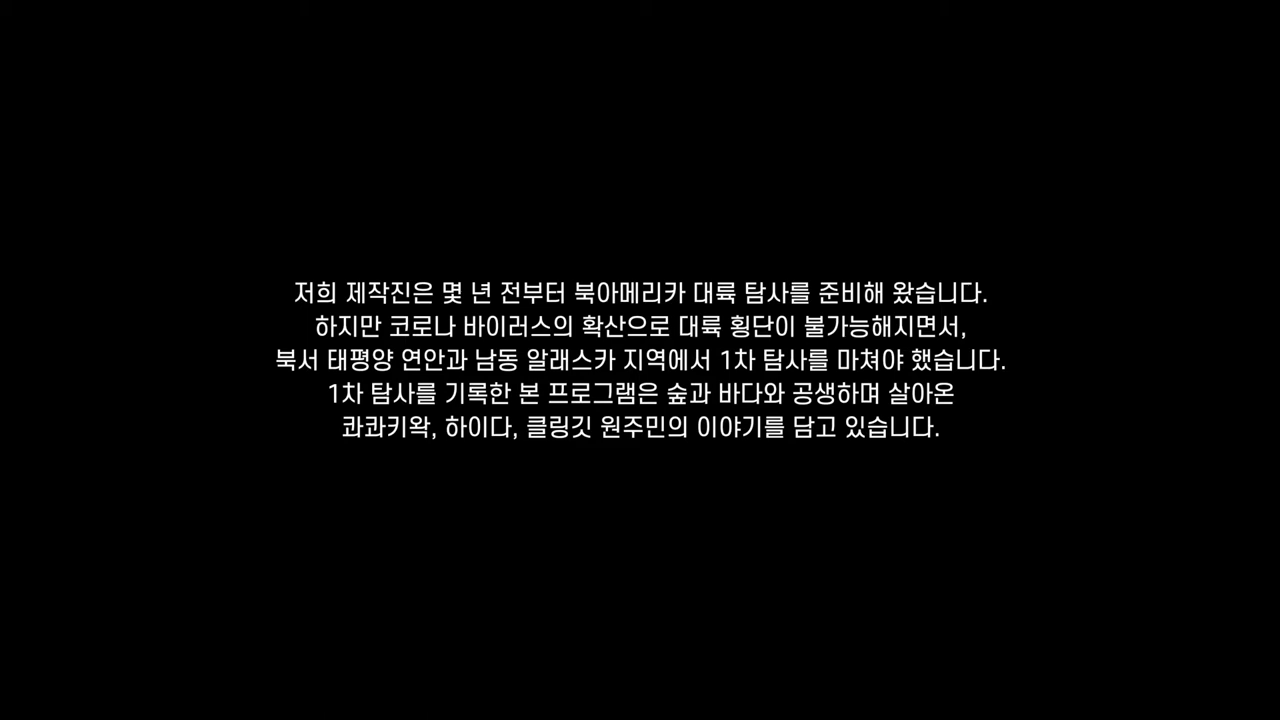 저희 제작진은 몇 년 전부터 북아메리카 대륙 탐사를 준비해 왔습니다.
하지만 코로나 바이러스의 확산으로 대륙 횡단이 불가능해지면서,
북서 태평양 연안과 남동 알래스카 지역에서 1차 탐사를 마쳐야 했습니다.
1차 탐사를 기록한 본 프로그램은 숲과 바다와 공생하며 살아온
콰콰키왁, 하이다, 클링깃 원주민의 이야기를 담고 있습니다.